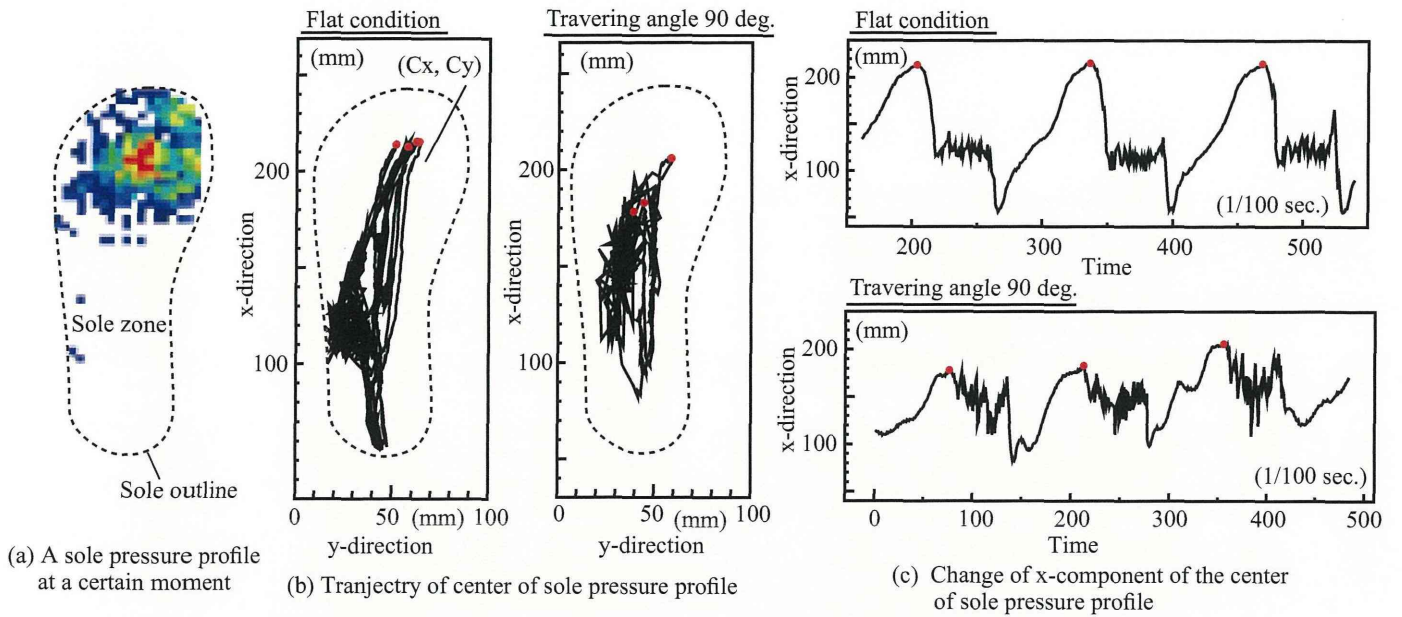 Sole zone
Sole outline
(a) A sole pressure profile
at a certain moment
Flat condition
(mm)
(Cx, Cy)
200
100
x-direction
0
50
(mm)
100
y-direction
Travering angle 90 deg.
(mm)
200
100
x-direction
0
50
(mm)
100
y-direction
(b) Tranjectry of center of sole pressure profile
Flat condition
(mm)
200
100
x-direction
(1/100 sec.)
200
300
400
500
Time
Travering angle 90 deg.
(mm)
200
100
x-direction
(1/100 sec.)
0
100
200
300
400
500
Time
(c) Change of x-component of the center
of sole pressure profile